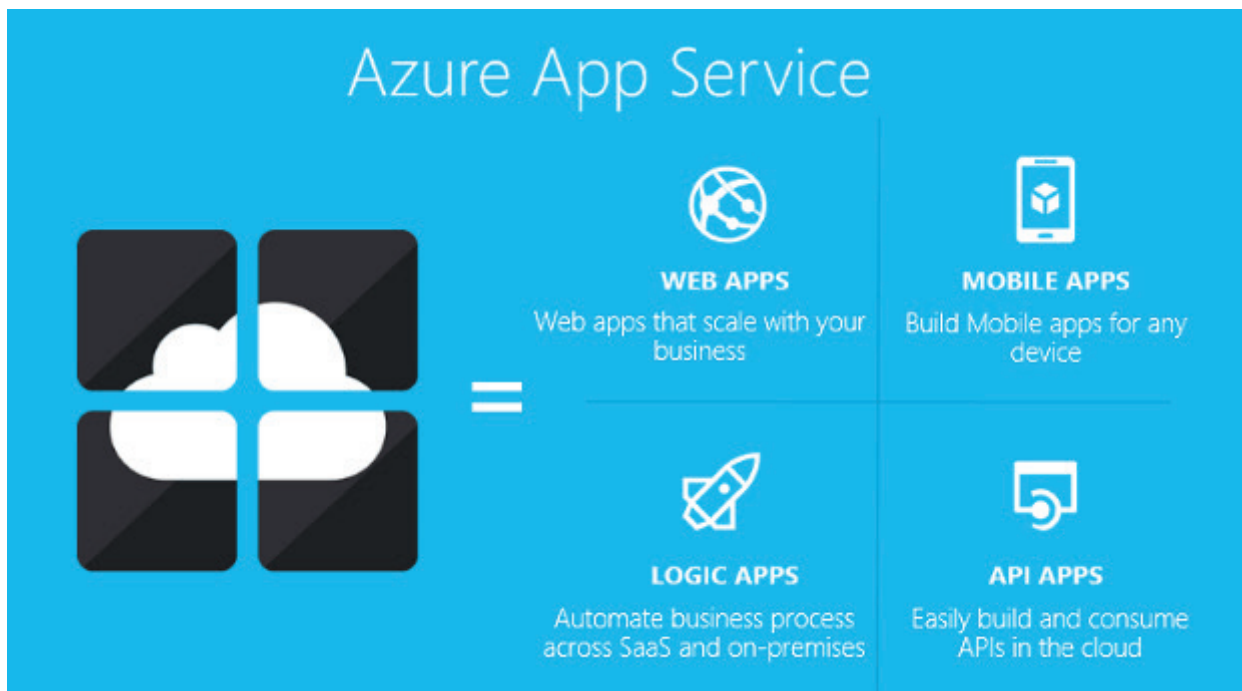 Azure App Service
WEB APPS
Web apps that scale with your
business
MOBILE APPS
Build Mobile apps for any
device
LOGIC APPS
Automate business process
across SaaS and on-premises
API APPS
Easily build and consume
APIs in the cloud